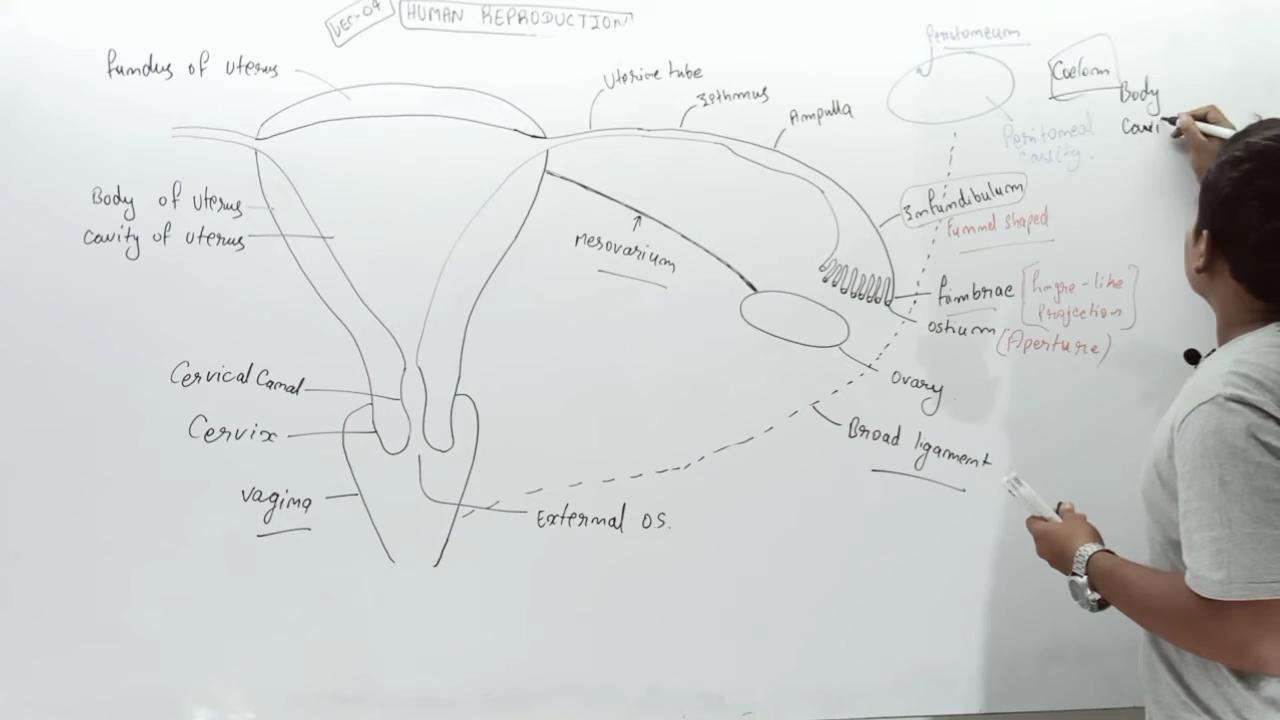 Lec-04
HUMAN REPRODUCTION
Fundus of uterus
Uterine tube
Isthmus
Ampulla
Peritoneum
Coelom
Body
Cavi
Peritoneal
cavity.
Body of uterus
Cavity of uterus
Mesovarium
Infundibulum
Funnel shaped
Fimbrae [Finger-like
Projection]
Ostium (Aperture)
Ovary
Cervical Canal
Cervix
Broad ligament
Vagina
External OS.